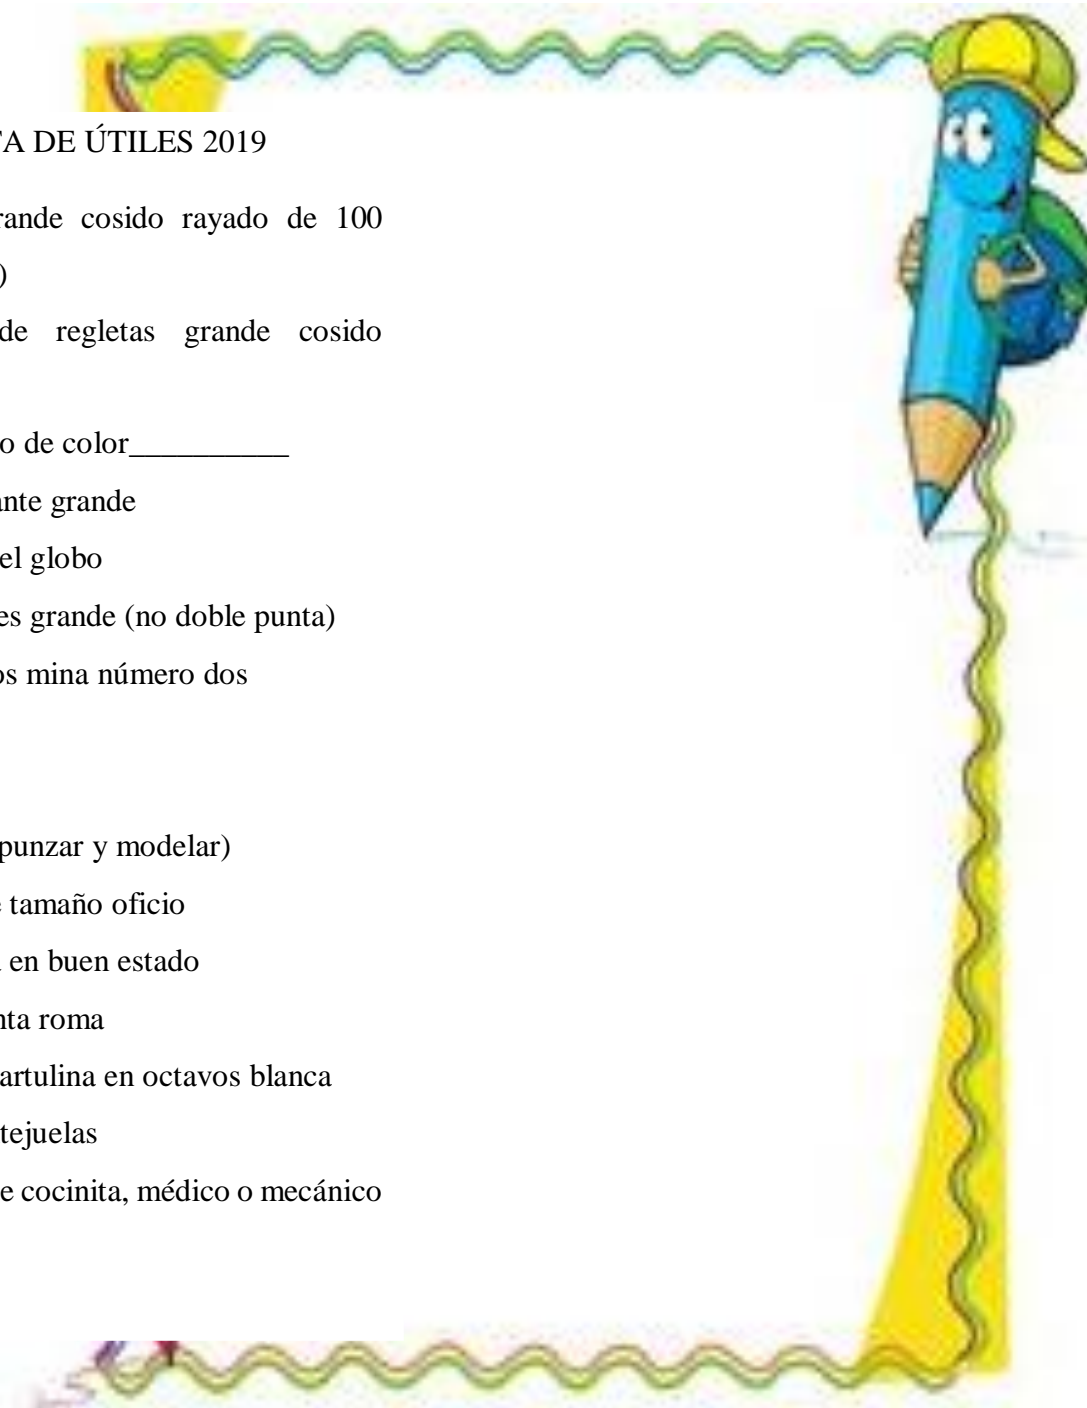 A DE ÚTILES 2019
ande cosido rayado de 100
)
de regletas grande cosido
o de color__________
nte grande
el globo
es grande (no doble punta)
os mina número dos
punzar y modelar)
tamaño oficio
en buen estado
nta roma
artulina en octavos blanca
tejuelas
e cocinita, médico o mecánico